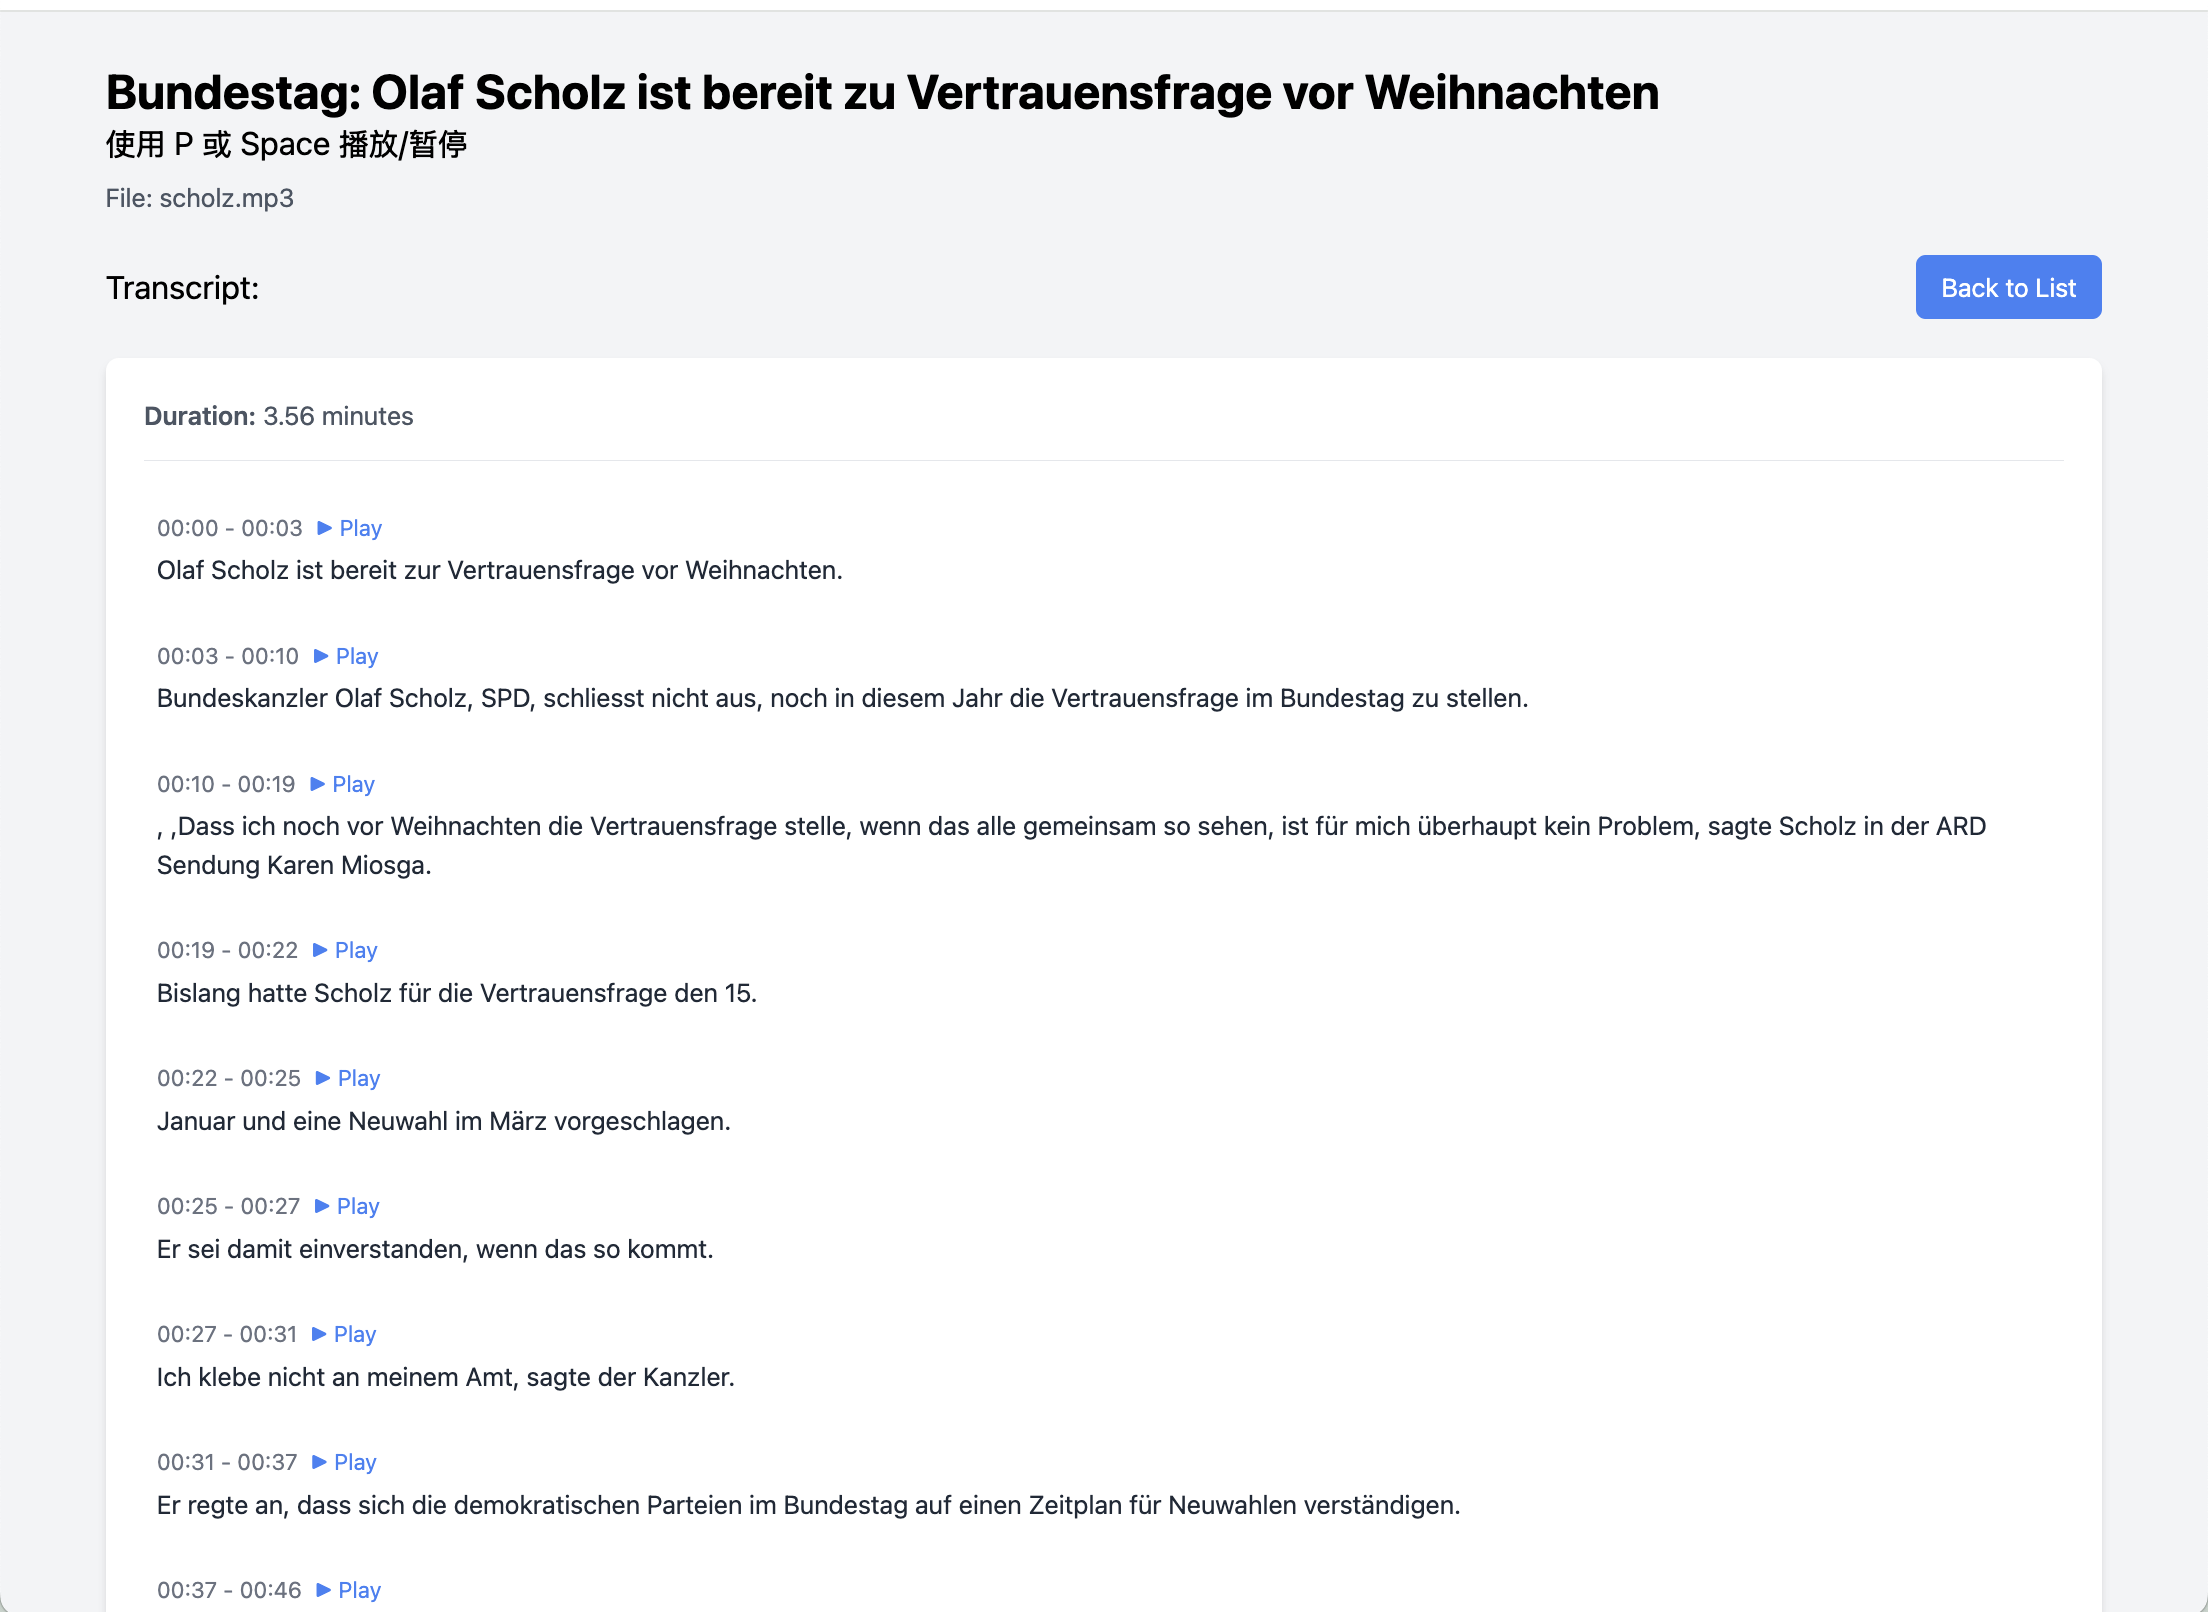 Bundestag: Olaf Scholz ist bereit zu Vertrauensfrage vor Weihnachten
使用 P 或 Space 播放/暂停
File: scholz.mp3
Transcript:
Back to List
Duration: 3.56 minutes
00:00 - 00:03 ▶ Play
Olaf Scholz ist bereit zur Vertrauensfrage vor Weihnachten.
00:03 - 00:10 ▶ Play
Bundeskanzler Olaf Scholz, SPD, schliesst nicht aus, noch in diesem Jahr die Vertrauensfrage im Bundestag zu stellen.
00:10 - 00:19 ▶ Play
, ,Dass ich noch vor Weihnachten die Vertrauensfrage stelle, wenn das alle gemeinsam so sehen, ist für mich überhaupt kein Problem, sagte Scholz in der ARD
Sendung Karen Miosga.
00:19 - 00:22 ▶ Play
Bislang hatte Scholz für die Vertrauensfrage den 15.
00:22 - 00:25 ▶ Play
Januar und eine Neuwahl im März vorgeschlagen.
00:25 - 00:27 ▶ Play
Er sei damit einverstanden, wenn das so kommt.
00:27 - 00:31 ▶ Play
Ich klebe nicht an meinem Amt, sagte der Kanzler.
00:31 - 00:37 ▶ Play
Er regte an, dass sich die demokratischen Parteien im Bundestag auf einen Zeitplan für Neuwahlen verständigen.
00:37 - 00:46 ▶ Play